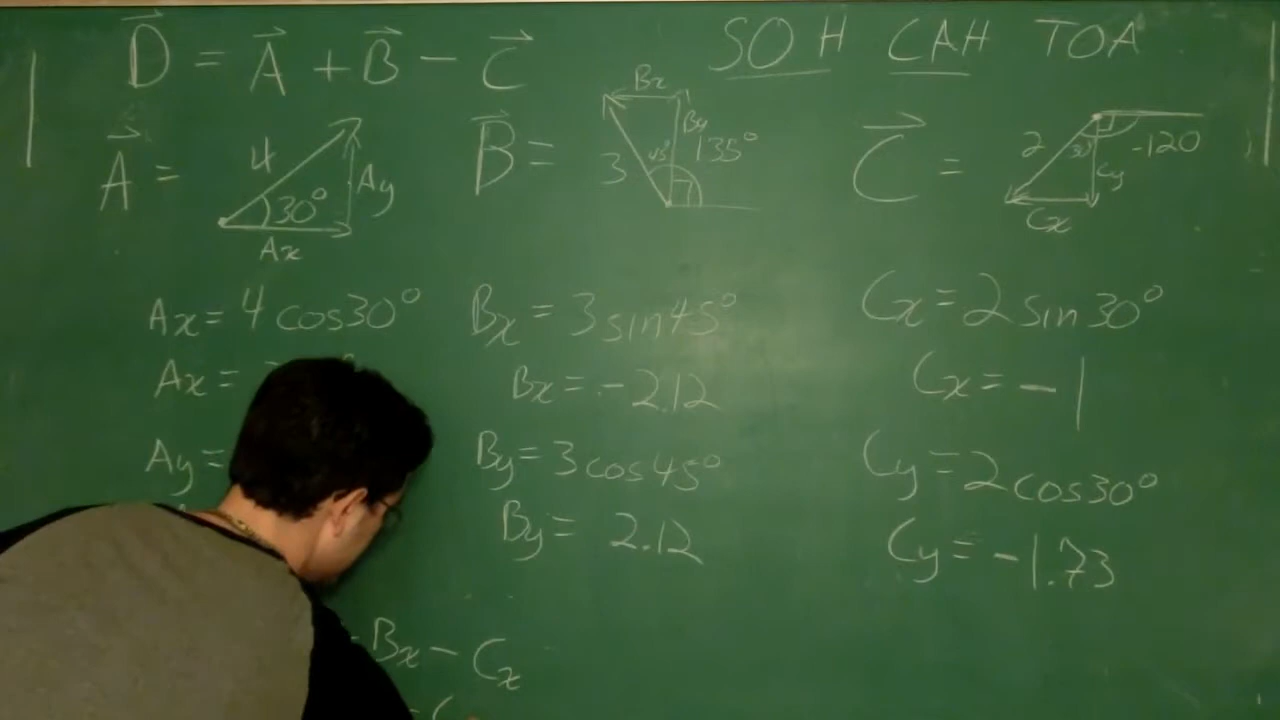 D⃗ = A⃗ + B⃗ - C⃗
SOH CAH TOA
A⃗ =
4
30°
Ay
Ax
B⃗ =
Bx
By
3
45°
135°
C⃗ =
2
30°
-120
Cy
Cx
Ax = 4 cos30°
Ax =
Ay =
Bx = 3 sin45°
Bx = -2.12
By = 3 cos45°
By = 2.12
Cx = 2 sin30°
Cx = -1
Cy = 2 cos30°
Cy = -1.73
Bx - Cx